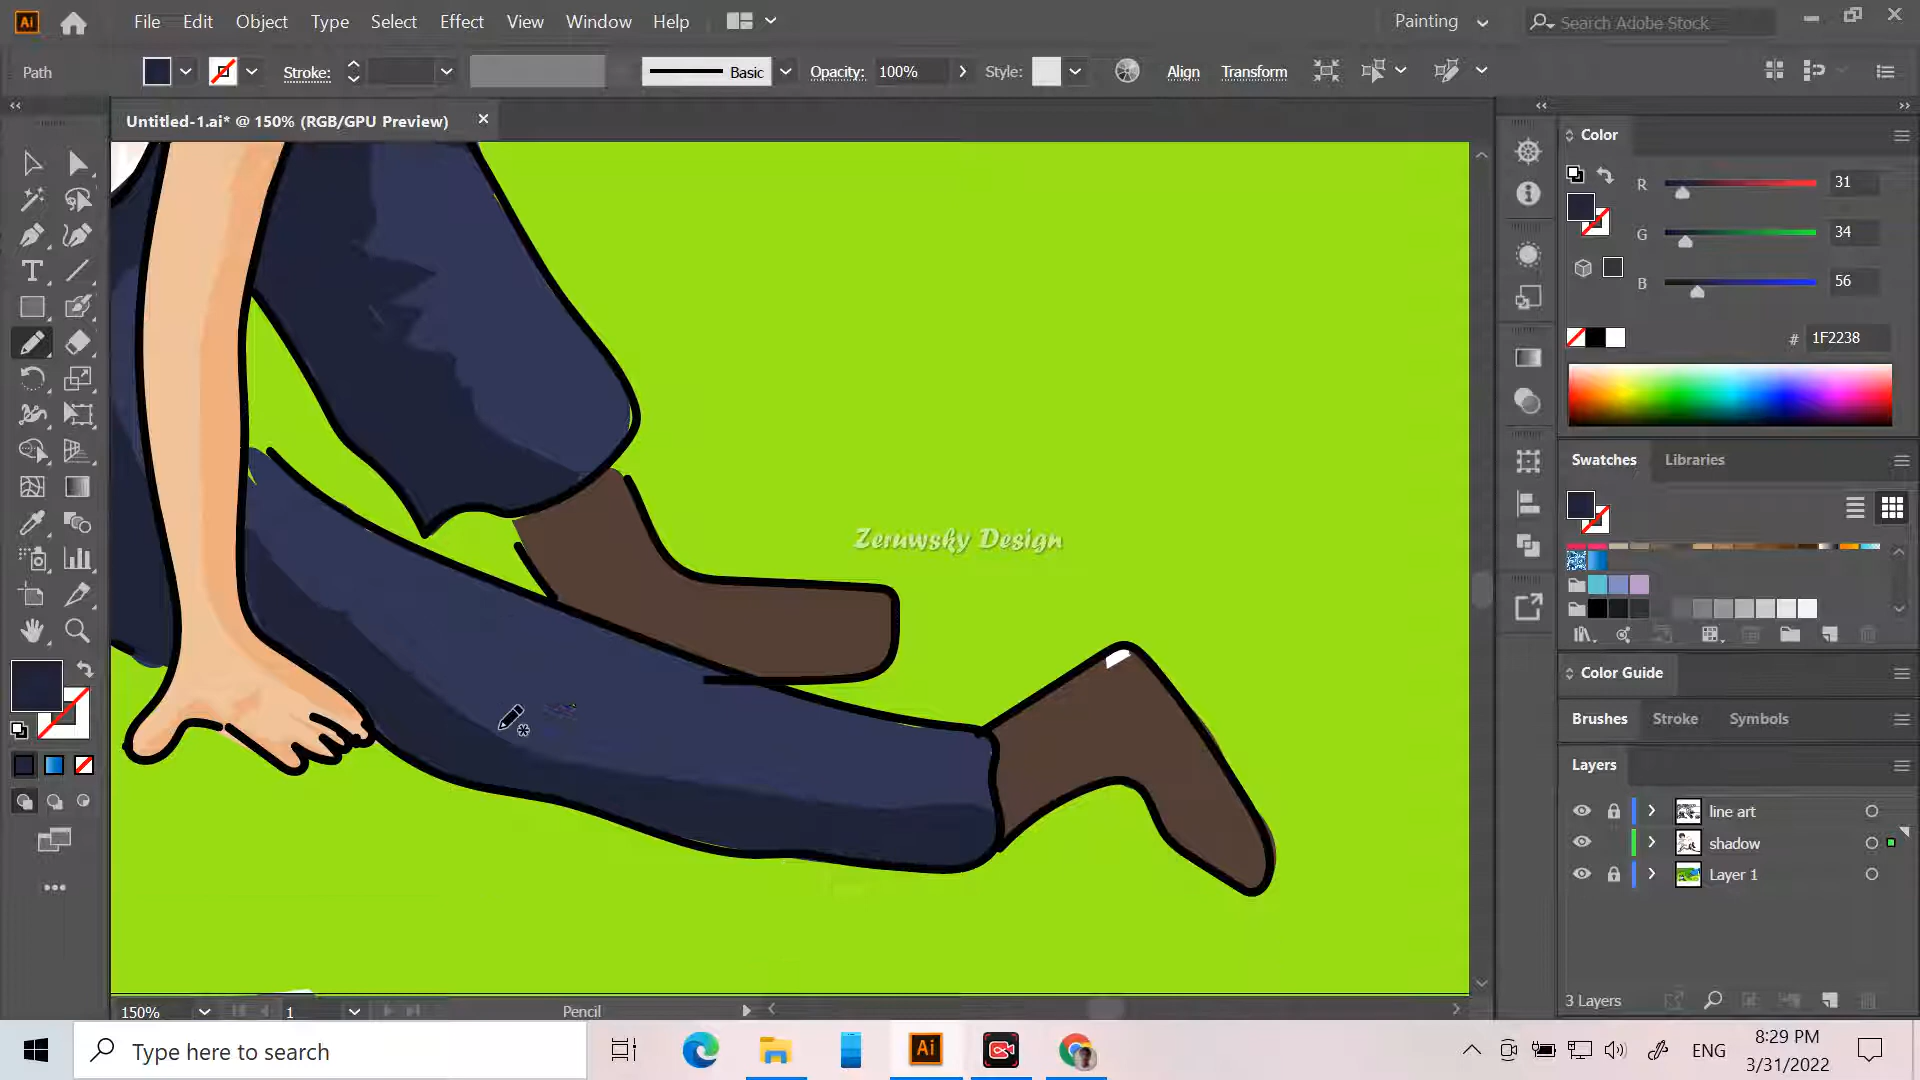 Ai File Edit Object Type Select Effect View Window Help Painting Search Adobe Stock
Path Stroke: Basic Opacity: 100% Style: Align Transform
Untitled-1.ai* @ 150% (RGB/GPU Preview)
Color
R 31
G 34
B 56
# 1F2238
Swatches Libraries
Zeruwsky Design
Color Guide
Brushes Stroke Symbols
Layers
line art
shadow
Layer 1
3 Layers
150% 1 Pencil
Type here to search
Ai
ENG
8:29 PM
3/31/2022